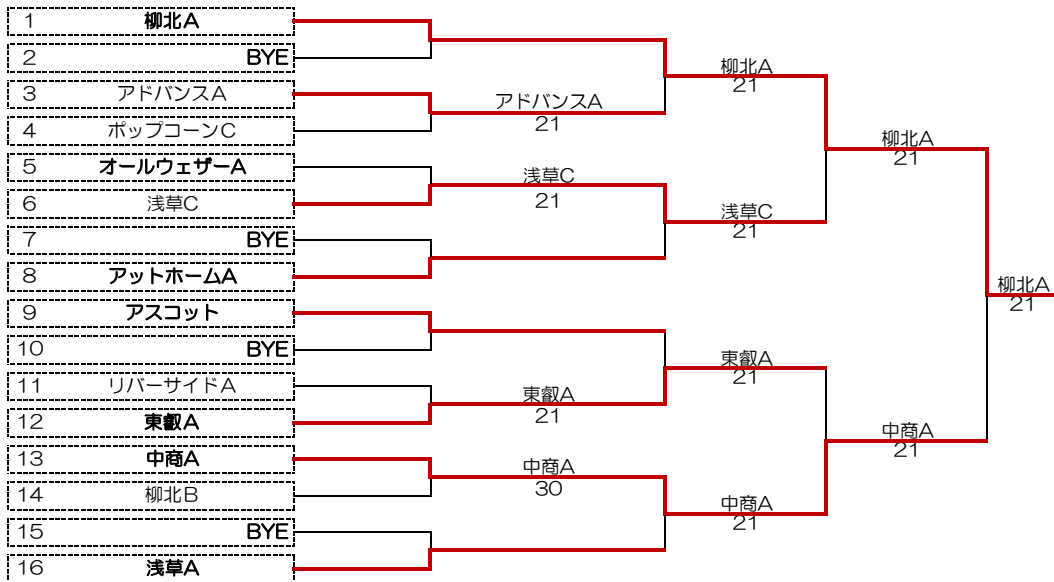 1 柳北A
2 BYE
3 アドバンスA
4 ポップコーンC
5 オールウェザーA
6 浅草C
7 BYE
8 アットホームA
9 アスコット
10 BYE
11 リバーサイドA
12 東叡A
13 中商A
14 柳北B
15 BYE
16 浅草A
アドバンスA
21
浅草C
21
東叡A
21
中商A
30
柳北A
21
浅草C
21
東叡A
21
中商A
21
柳北A
21
中商A
21
柳北A
21